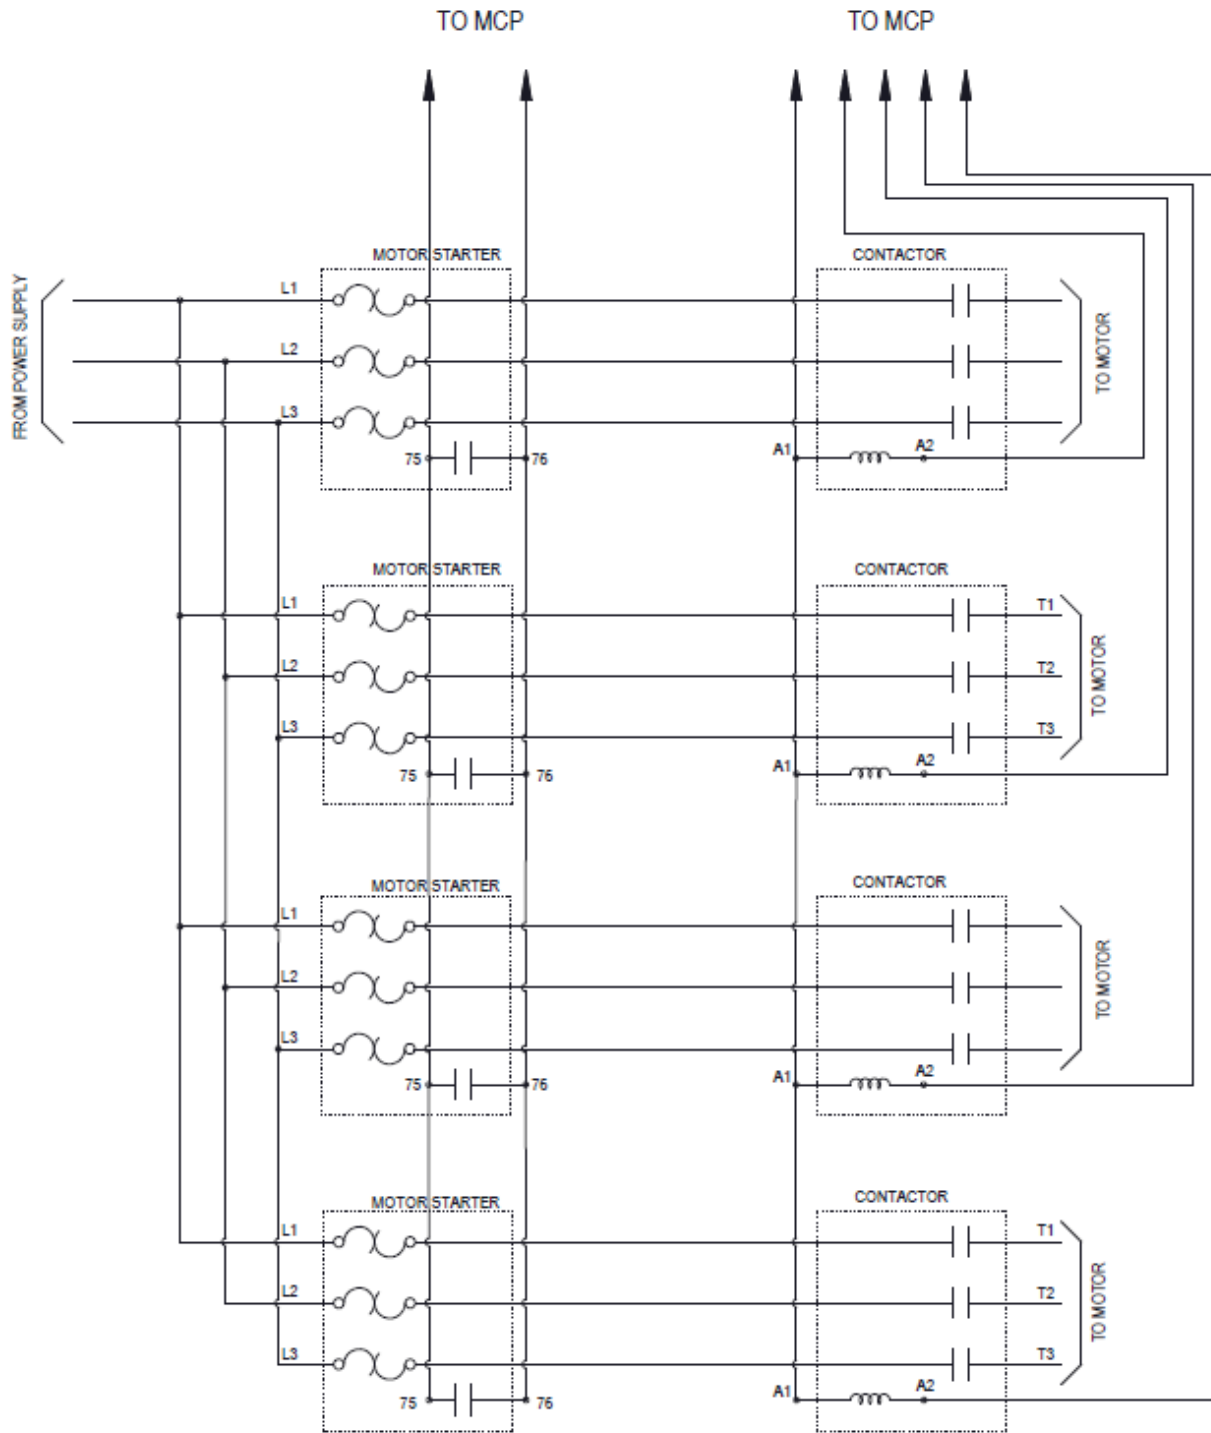 TO MCP
TO MCP
FROM POWER SUPPLY
MOTOR STARTER
CONTACTOR
L1
L2
L3
75
76
A1
A2
TO MOTOR
MOTOR STARTER
CONTACTOR
L1
T1
L2
T2
L3
T3
75
76
A1
A2
TO MOTOR
MOTOR STARTER
CONTACTOR
L1
L2
L3
75
76
A1
A2
TO MOTOR
MOTOR STARTER
CONTACTOR
L1
T1
L2
T2
L3
T3
75
76
A1
A2
TO MOTOR